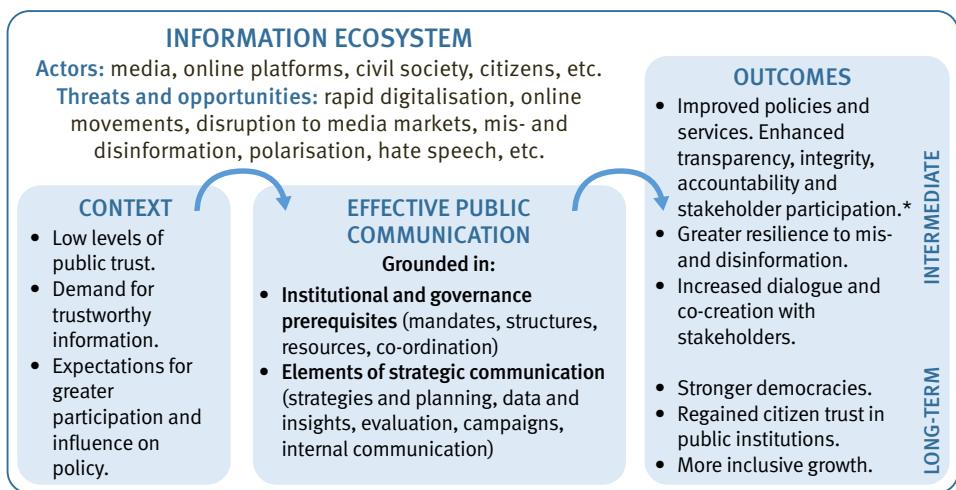 INFORMATION ECOSYSTEM
Actors: media, online platforms, civil society, citizens, etc.
Threats and opportunities: rapid digitalisation, online
movements, disruption to media markets, mis- and
disinformation, polarisation, hate speech, etc.
CONTEXT
• Low levels of
public trust.
• Demand for
trustworthy
information.
• Expectations for
greater
participation and
influence on
policy.
EFFECTIVE PUBLIC
COMMUNICATION
Grounded in:
• Institutional and governance
prerequisites (mandates, structures,
resources, co-ordination)
• Elements of strategic communication
(strategies and planning, data and
insights, evaluation, campaigns,
internal communication)
OUTCOMES
• Improved policies and
services. Enhanced
transparency, integrity,
accountability and
stakeholder participation.*
• Greater resilience to mis-
and disinformation.
• Increased dialogue and
co-creation with
stakeholders.
INTERMEDIATE
• Stronger democracies.
• Regained citizen trust in
public institutions.
• More inclusive growth.
LONG-TERM